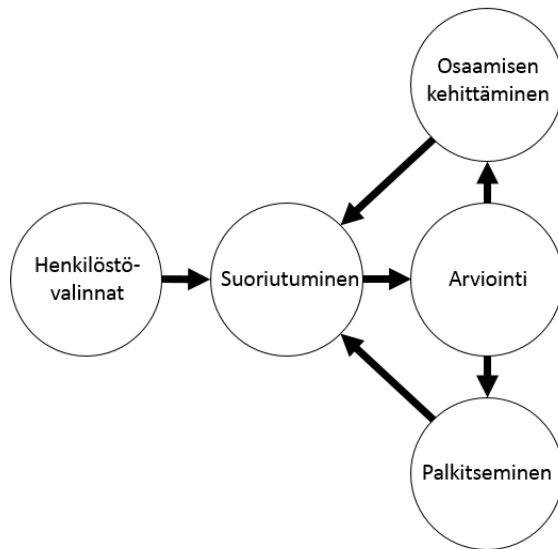 Osaamisen
kehittäminen
Henkilöstö-
valinnat
Suoriutuminen
Arviointi
Palkitseminen